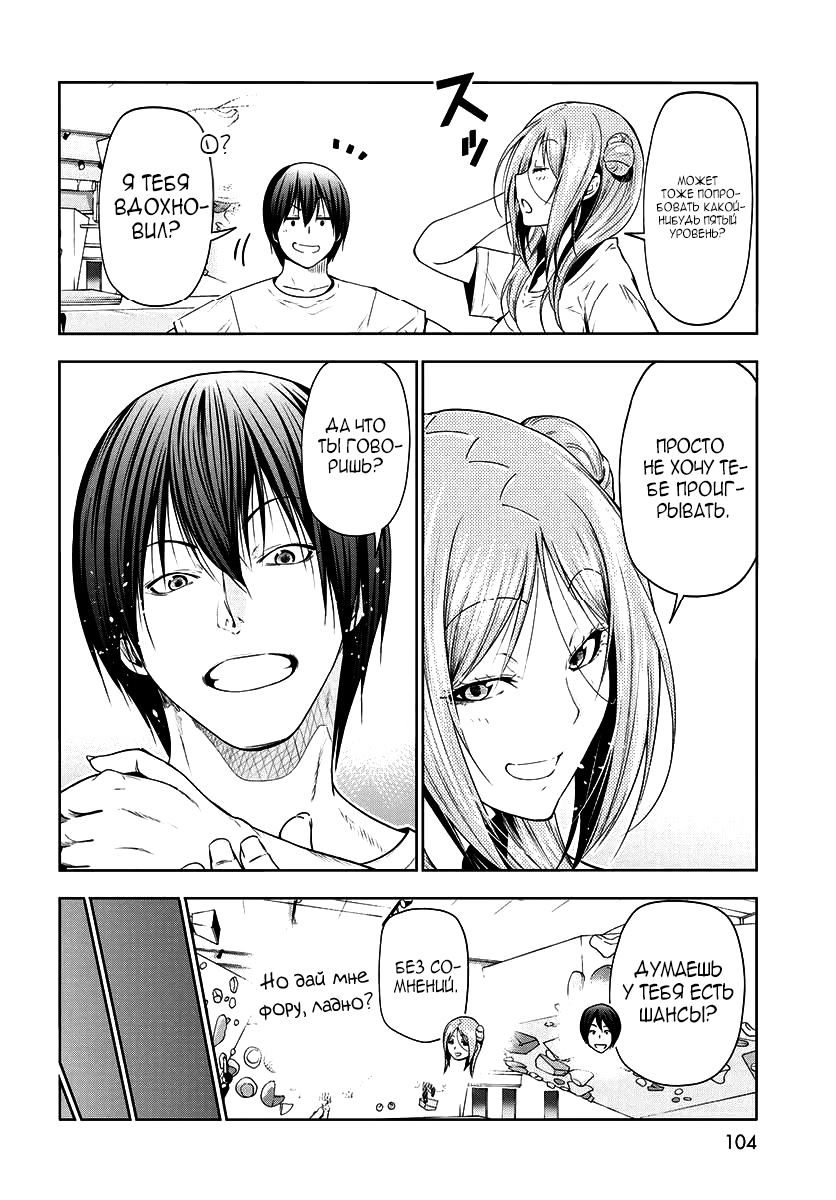 スッ
МОЖЕТ
ТОЖЕ ПОПРО-
БОВАТЬ КАКОЙ-
НИБУДЬ ПЯТЫЙ
УРОВЕНЬ?
①?
Я ТЕБЯ
ВДОХНО-
ВИЛ?
ПРОСТО
НЕ ХОЧУ ТЕ-
БЕ ПРОИГ-
РЫВАТЬ.
ДА ЧТО
ТЫ ГОВО-
РИШЬ?
ДУМАЕШЬ
У ТЕБЯ ЕСТЬ
ШАНСЫ?
БЕЗ СО-
МНЕНИЙ.
Но дай мне
фору, ладно?
104